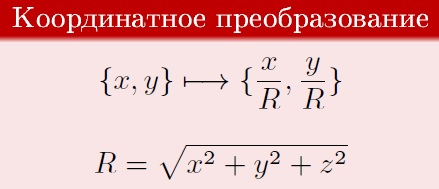 Координатное преобразование
{x, y} ⟼ {x/R, y/R}
R = √(x² + y² + z²)